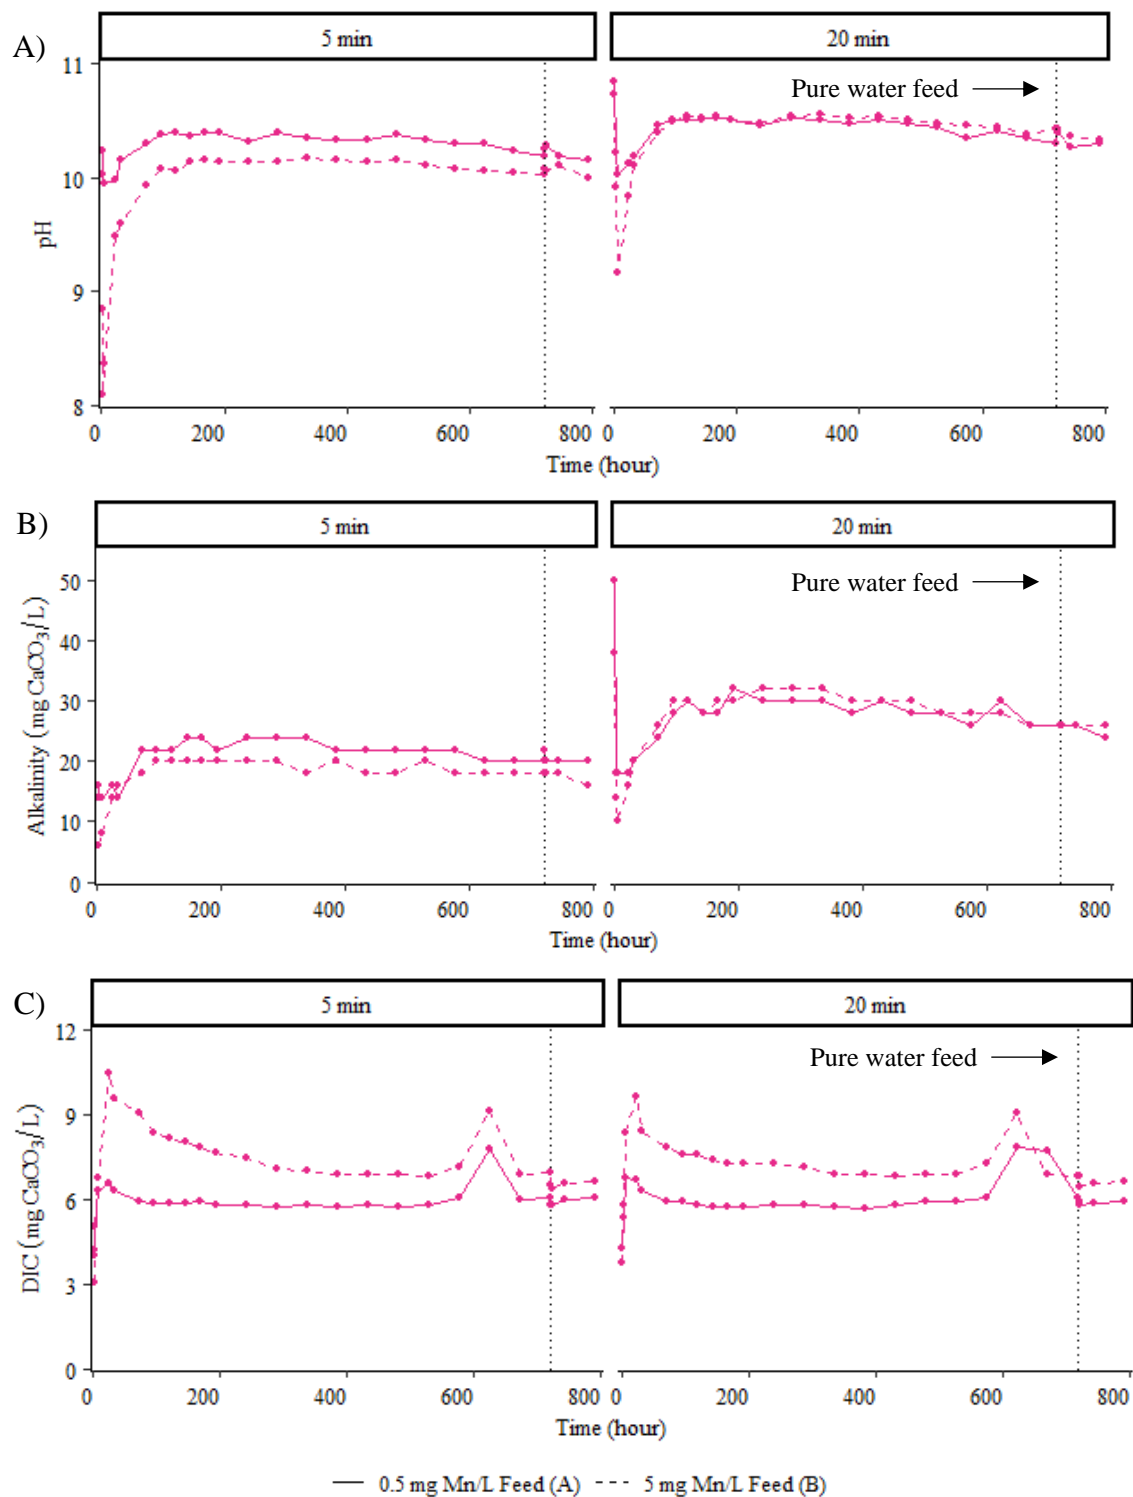 A)
5 min
20 min
Pure water feed
11
10
9
8
pH
0 200 400 600 800
0 200 400 600 800
Time (hour)
B)
5 min
20 min
Pure water feed
50
40
30
20
10
0
Alkalinity (mg CaCO₃/L)
0 200 400 600 800
0 200 400 600 800
Time (hour)
C)
5 min
20 min
Pure water feed
12
9
6
3
0
DIC (mg CaCO₃/L)
0 200 400 600 800
0 200 400 600 800
Time (hour)
0.5 mg Mn/L Feed (A) 5 mg Mn/L Feed (B)